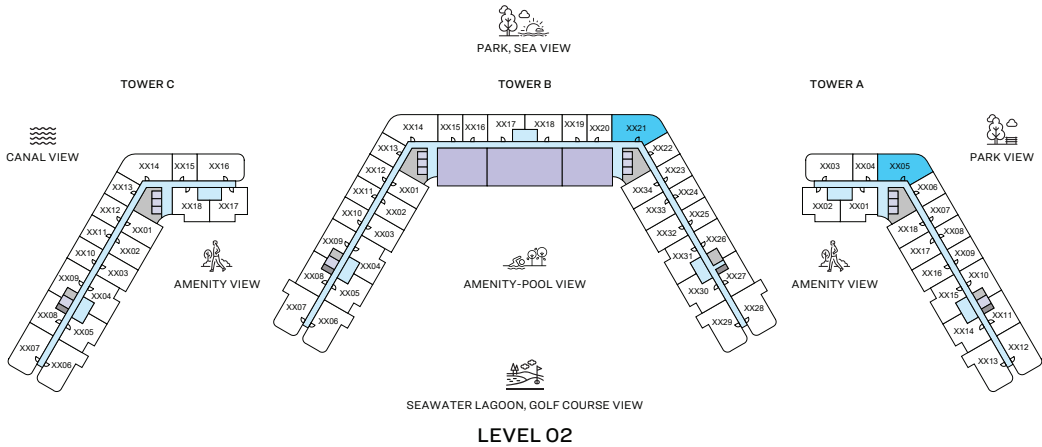 PARK, SEA VIEW
TOWER C
TOWER B
TOWER A
CANAL VIEW
PARK VIEW
XX14
XX15
XX16
XX13
XX12
XX11
XX10
XX09
XX08
XX07
XX06
XX05
XX04
XX03
XX02
XX01
XX18
XX17
XX14
XX15
XX16
XX17
XX18
XX19
XX20
XX21
XX13
XX12
XX11
XX10
XX09
XX08
XX07
XX06
XX05
XX04
XX03
XX02
XX01
XX22
XX23
XX24
XX25
XX26
XX27
XX28
XX29
XX30
XX31
XX32
XX33
XX34
XX03
XX04
XX05
XX02
XX01
XX06
XX07
XX08
XX09
XX10
XX11
XX12
XX13
XX14
XX15
XX16
XX17
XX18
AMENITY VIEW
AMENITY-POOL VIEW
AMENITY VIEW
SEAWATER LAGOON, GOLF COURSE VIEW
LEVEL 02